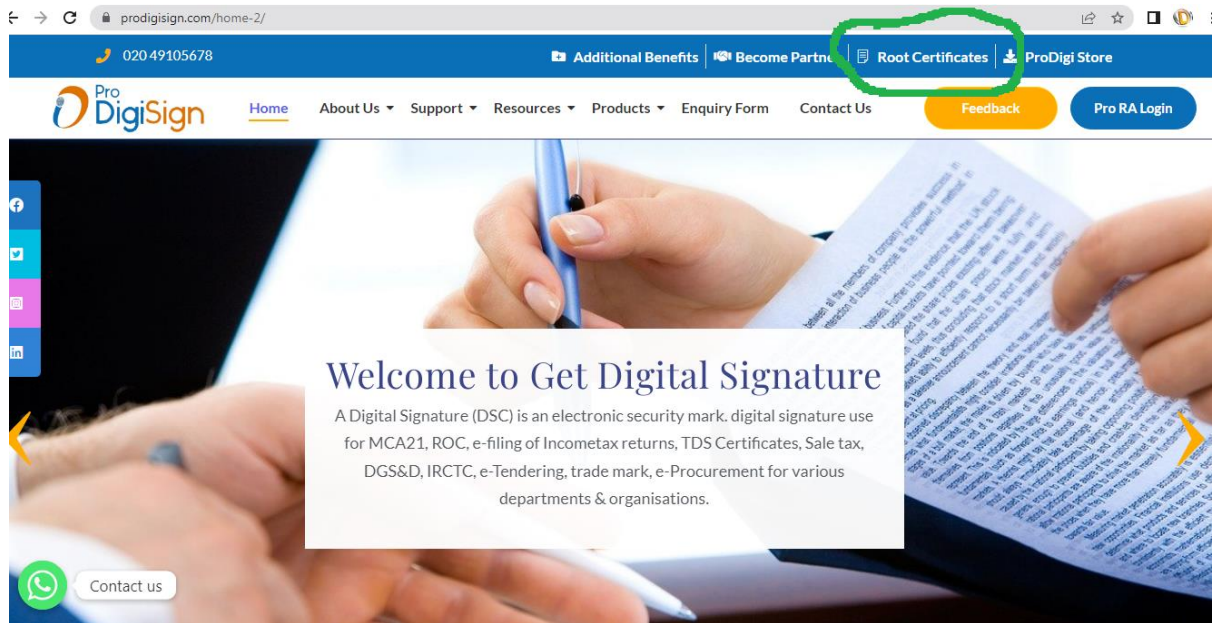 prodigisign.com/home-2/
020 49105678
Additional Benefits
Become Partner
Root Certificates
ProDigi Store
Pro
DigiSign
Home
About Us
Support
Resources
Products
Enquiry Form
Contact Us
Feedback
Pro RA Login
Welcome to Get Digital Signature
A Digital Signature (DSC) is an electronic security mark. digital signature use
for MCA21, ROC, e-filing of Incometax returns, TDS Certificates, Sale tax,
DGS&D, IRCTC, e-Tendering, trade mark, e-Procurement for various
departments & organisations.
Contact us